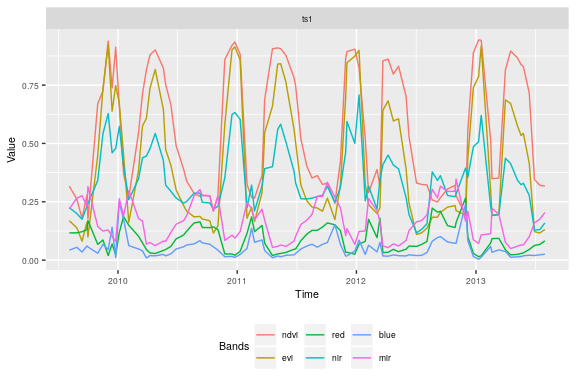 ts1
Value
0.75
0.50
0.25
0.00
2010 2011 2012 2013
Time
Bands
ndvi red blue
evi nir mir